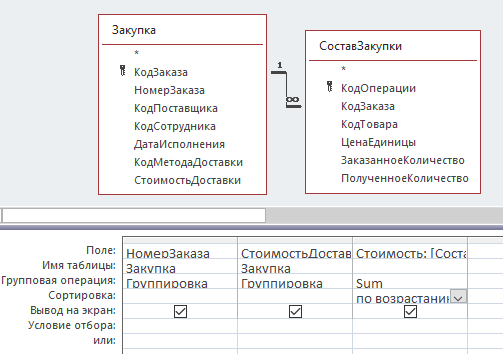 Закупка
*
КодЗаказа
НомерЗаказа
КодПоставщика
КодСотрудника
ДатаИсполнения
КодМетодаДоставки
СтоимостьДоставки
1
∞
СоставЗакупки
*
КодОперации
КодЗаказа
КодТовара
ЦенаЕдиницы
ЗаказанноеКоличество
ПолученноеКоличество
Поле: НомерЗаказа СтоимостьДостав Стоимость: [Соста
Имя таблицы: Закупка Закупка
Групповая операция: Группировка Группировка Sum
Сортировка: по возрастанию
Вывод на экран:
Условие отбора:
или: